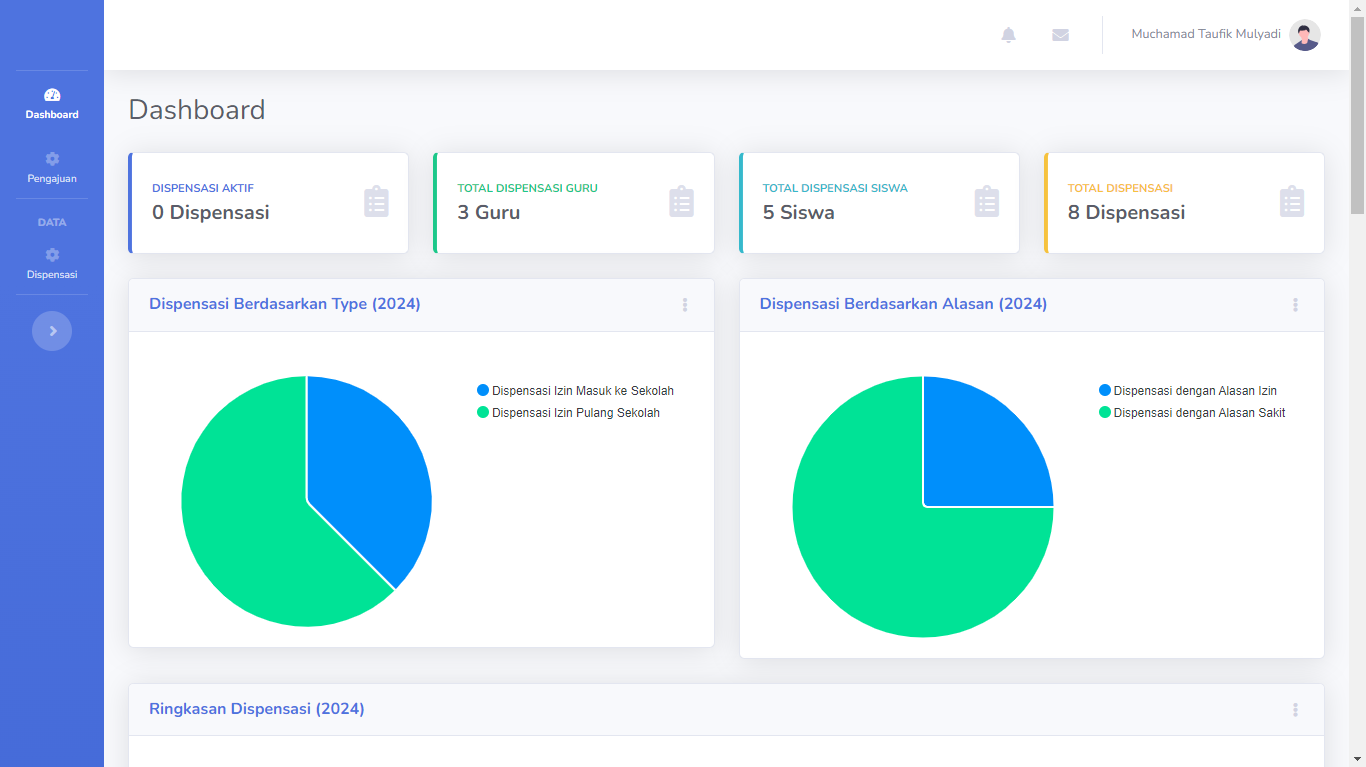 Muchamad Taufik Mulyadi
Dashboard
Pengajuan
DATA
Dispensasi
Dashboard
DISPENSASI AKTIF
0 Dispensasi
TOTAL DISPENSASI GURU
3 Guru
TOTAL DISPENSASI SISWA
5 Siswa
TOTAL DISPENSASI
8 Dispensasi
Dispensasi Berdasarkan Type (2024)
Dispensasi Izin Masuk ke Sekolah
Dispensasi Izin Pulang Sekolah
Dispensasi Berdasarkan Alasan (2024)
Dispensasi dengan Alasan Izin
Dispensasi dengan Alasan Sakit
Ringkasan Dispensasi (2024)